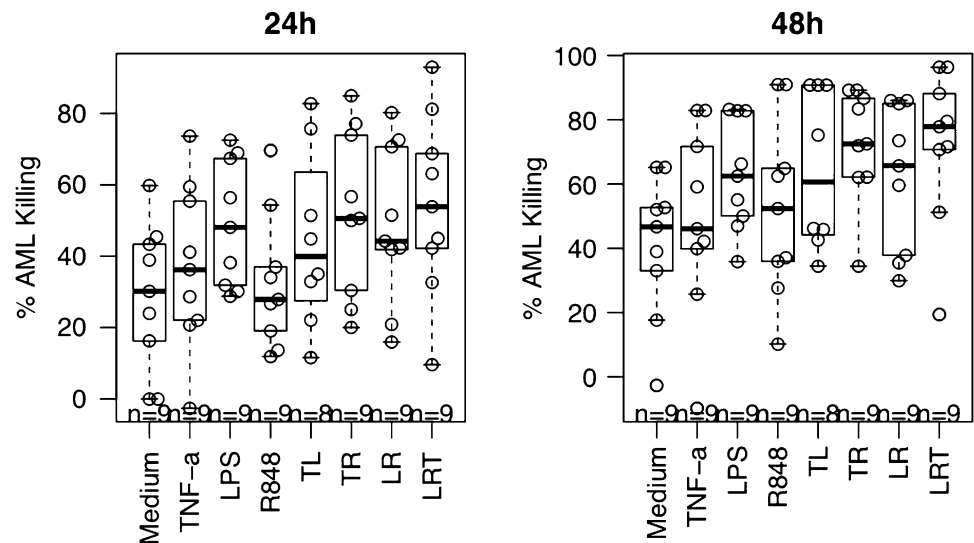 24h
% AML Killing
80
60
40
20
0
n=9 n=9 n=9 n=9 n=8 n=9 n=9 n=9
Medium TNF-a LPS R848 TL TR LR LRT
48h
% AML Killing
100
80
60
40
20
0
n=9 n=9 n=9 n=9 n=8 n=9 n=9 n=9
Medium TNF-a LPS R848 TL TR LR LRT